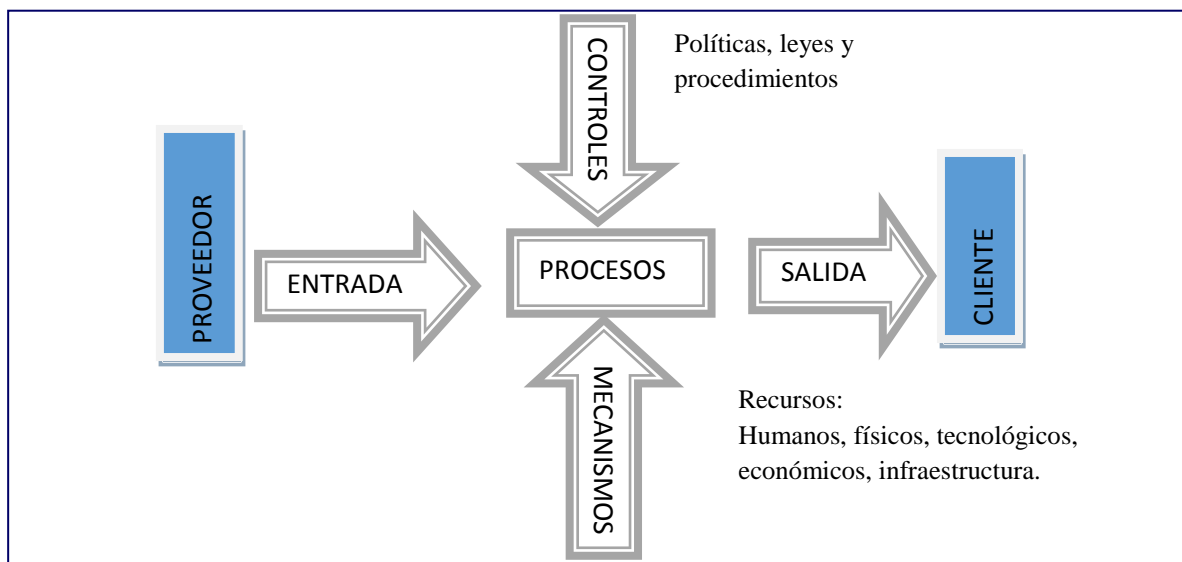 Políticas, leyes y
procedimientos
CONTROLES
PROVEEDOR
ENTRADA
PROCESOS
SALIDA
CLIENTE
MECANISMOS
Recursos:
Humanos, físicos, tecnológicos,
económicos, infraestructura.